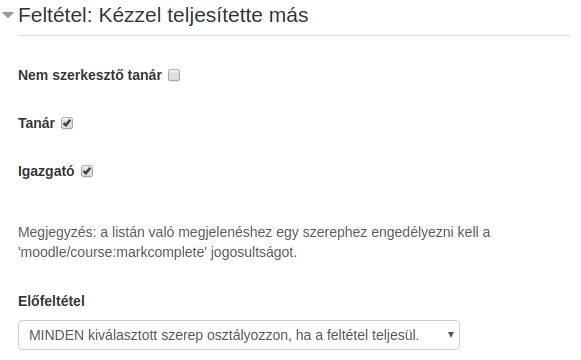 Feltétel: Kézzel teljesítette más
Nem szerkesztő tanár
Tanár
Igazgató
Megjegyzés: a listán való megjelenéshez egy szerephez engedélyezni kell a
'moodle/course:markcomplete' jogosultságot.
Előfeltétel
MINDEN kiválasztott szerep osztályozzon, ha a feltétel teljesül.